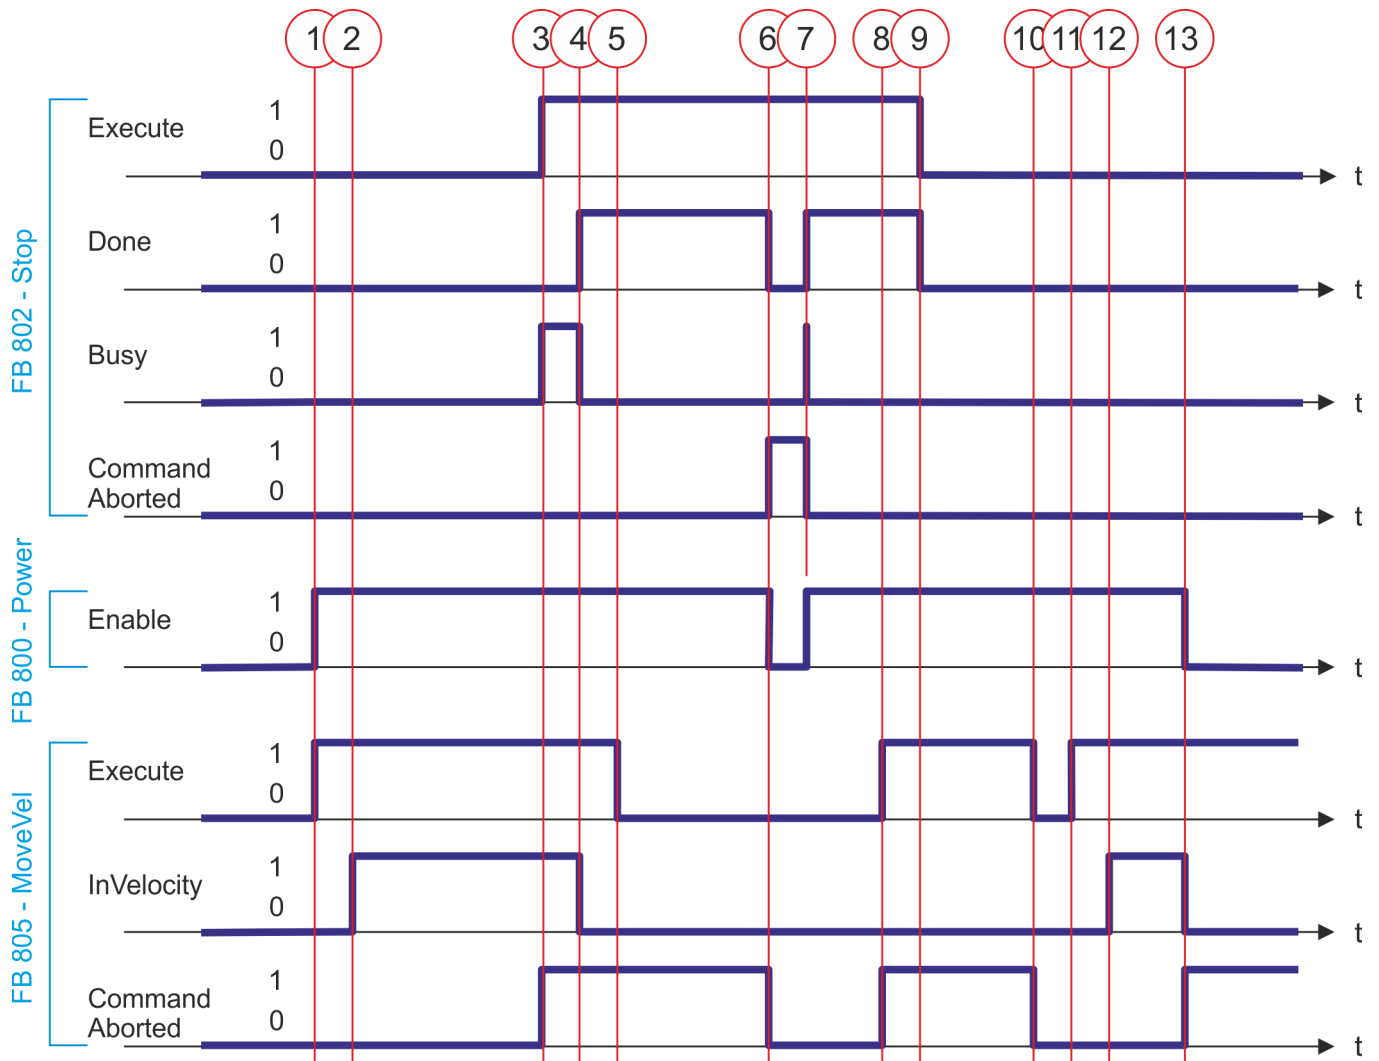 1 2 3 4 5 6 7 8 9 10 11 12 13
FB 802 - Stop
Execute
1
0
t
Done
1
0
t
Busy
1
0
t
Command
Aborted
1
0
t
FB 800 - Power
Enable
1
0
t
FB 805 - MoveVel
Execute
1
0
t
InVelocity
1
0
t
Command
Aborted
1
0
t